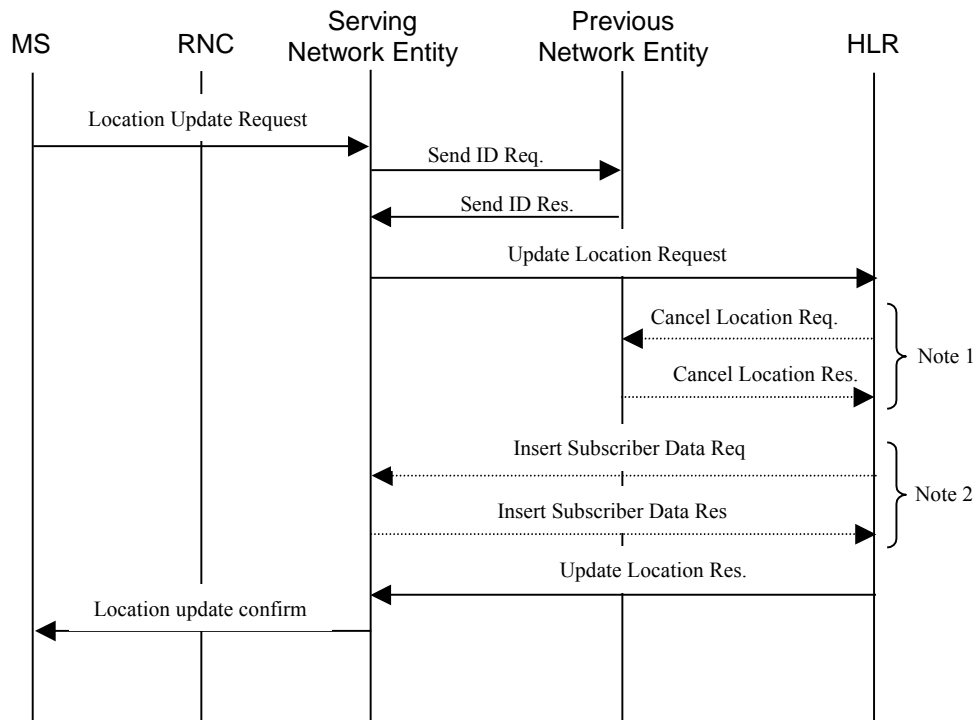 MS
RNC
Serving
Network Entity
Previous
Network Entity
HLR
Location Update Request
Send ID Req.
Send ID Res.
Update Location Request
Cancel Location Req.
Note 1
Cancel Location Res.
Insert Subscriber Data Req
Note 2
Insert Subscriber Data Res
Update Location Res.
Location update confirm